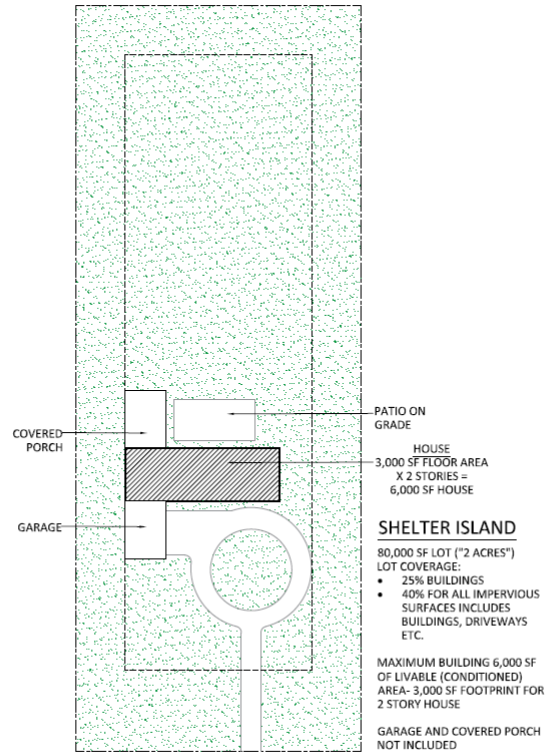 COVERED
PORCH
GARAGE
PATIO ON
GRADE
HOUSE
3,000 SF FLOOR AREA
X 2 STORIES =
6,000 SF HOUSE
SHELTER ISLAND
80,000 SF LOT ("2 ACRES")
LOT COVERAGE:
• 25% BUILDINGS
• 40% FOR ALL IMPERVIOUS
SURFACES INCLUDES
BUILDINGS, DRIVEWAYS
ETC.
MAXIMUM BUILDING 6,000 SF
OF LIVABLE (CONDITIONED)
AREA- 3,000 SF FOOTPRINT FOR
2 STORY HOUSE
GARAGE AND COVERED PORCH
NOT INCLUDED